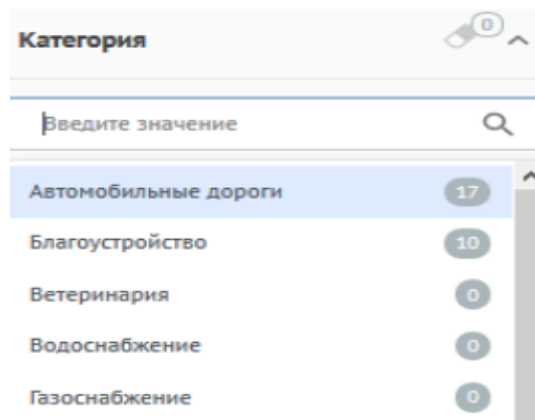 Категория 0
Введите значение
Автомобильные дороги 17
Благоустройство 10
Ветеринария 0
Водоснабжение 0
Газоснабжение 0